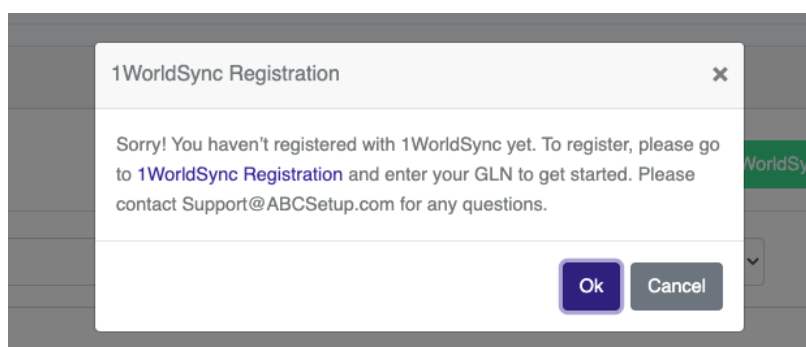 1WorldSync Registration
×
Sorry! You haven’t registered with 1WorldSync yet. To register, please go
to 1WorldSync Registration and enter your GLN to get started. Please
contact Support@ABCSetup.com for any questions.
WorldSy
Ok
Cancel